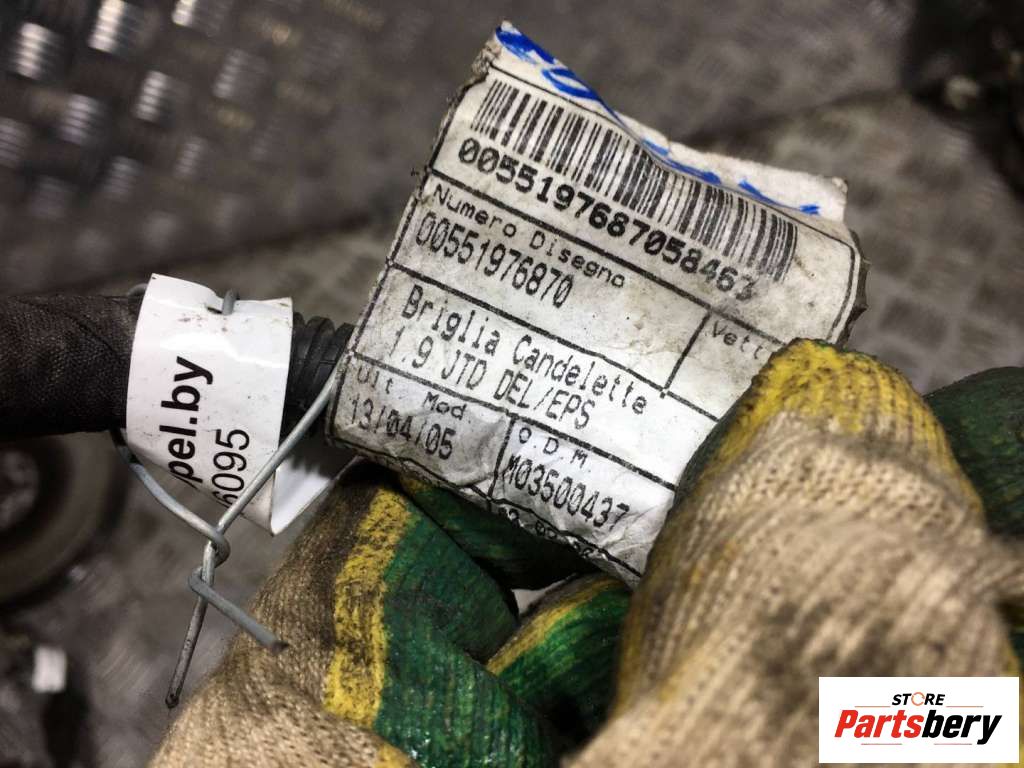 0055197687058463
Numero Disegno
00551976870
Vett
Briglia Candelette
1.9 JTD DEL/EPS
Ult Mod
13/04/05
O.D.M.
M03500437
pel.by
6095
STORE
Partsbery